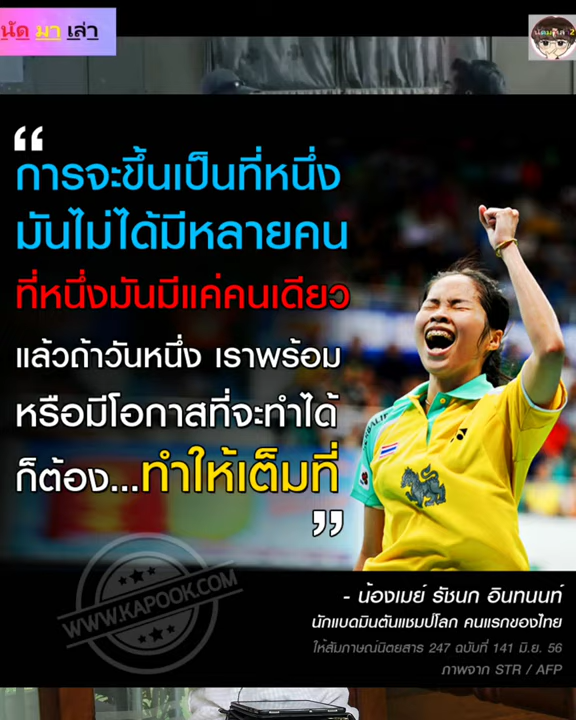 นัด มา เล่า
“
การจะขึ้นเป็นที่หนึ่ง
มันไม่ได้มีหลายคน
ที่หนึ่งมันมีแค่คนเดียว
แล้วถ้าวันหนึ่ง เราพร้อม
หรือมีโอกาสที่จะทำได้
ก็ต้อง...ทำให้เต็มที่
”
WWW.KAPOOK.COM
- น้องเมย์ รัชนก อินทนนท์
นักแบดมินตันแชมป์โลก คนแรกของไทย
ให้สัมภาษณ์นิตยสาร 247 ฉบับที่ 141 มิ.ย. 56
ภาพจาก STR / AFP